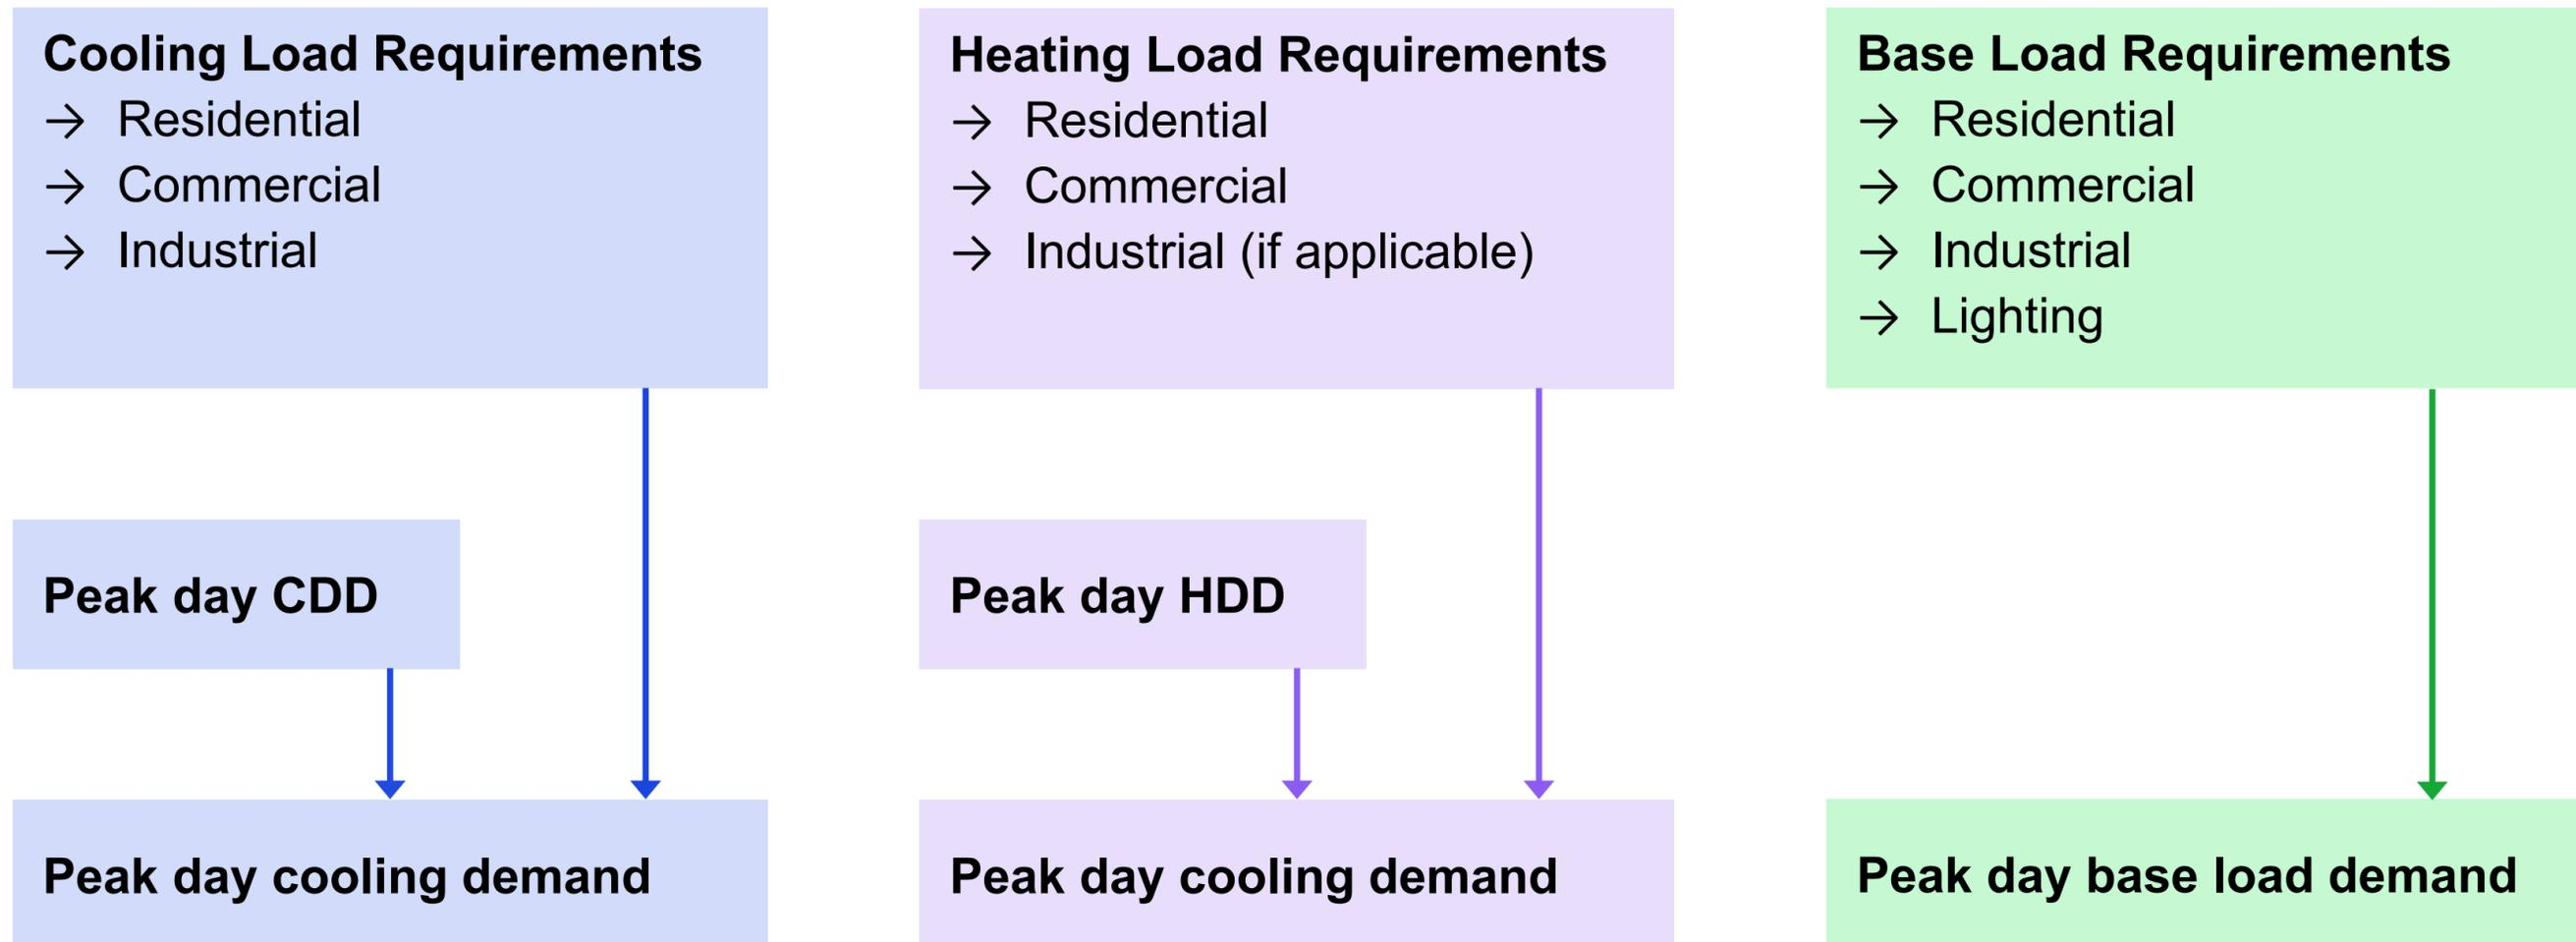 Cooling Load Requirements
→ Residential
→ Commercial
→ Industrial
Heating Load Requirements
→ Residential
→ Commercial
→ Industrial (if applicable)
Base Load Requirements
→ Residential
→ Commercial
→ Industrial
→ Lighting
Peak day CDD
Peak day HDD
Peak day cooling demand
Peak day cooling demand
Peak day base load demand